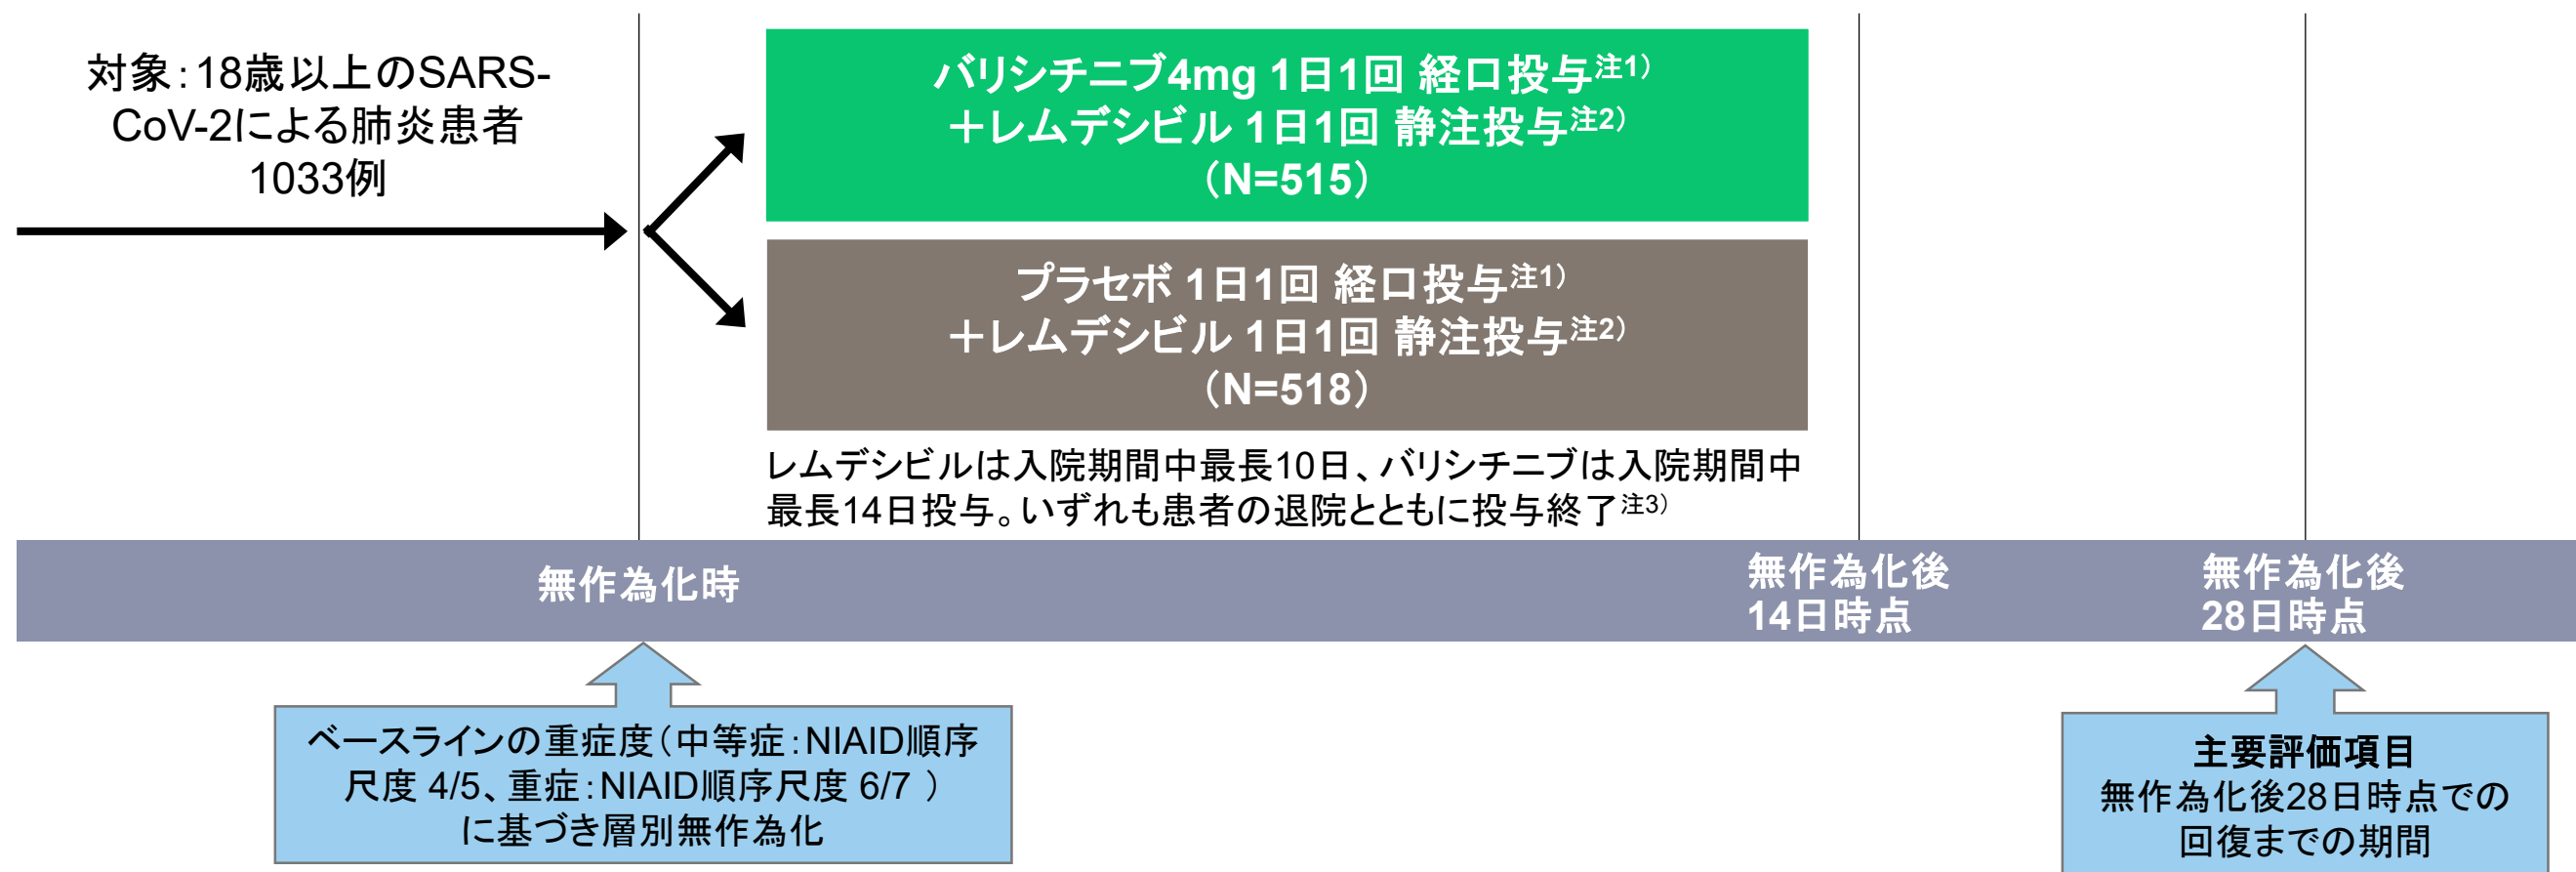 対象：18歳以上のSARS-
CoV-2による肺炎患者
1033例
バリシチニブ4mg 1日1回 経口投与注1）
＋レムデシビル 1日1回 静注投与注2）
（N=515）
プラセボ 1日1回 経口投与注1）
＋レムデシビル 1日1回 静注投与注2）
（N=518）
レムデシビルは入院期間中最長10日、バリシチニブは入院期間中
最長14日投与。いずれも患者の退院とともに投与終了注3）
無作為化時
無作為化後
14日時点
無作為化後
28日時点
ベースラインの重症度（中等症：NIAID順序
尺度 4/5、重症：NIAID順序尺度 6/7 ）
に基づき層別無作為化
主要評価項目
無作為化後28日時点での
回復までの期間